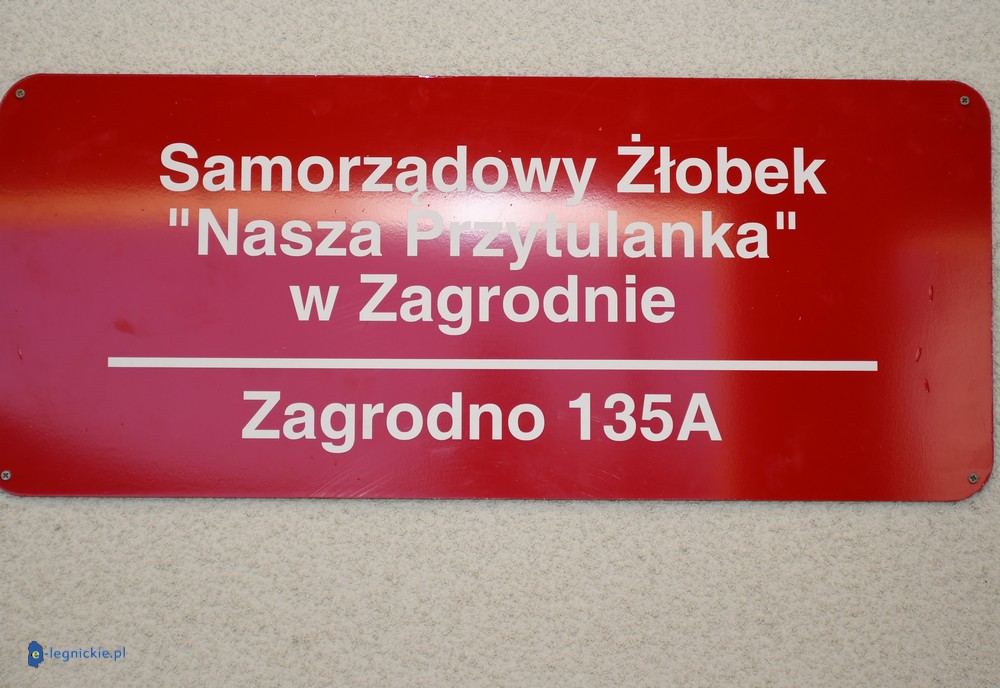 Samorządowy Żłobek
"Nasza Przytulanka"
w Zagrodnie
Zagrodno 135A
e-legnickie.pl